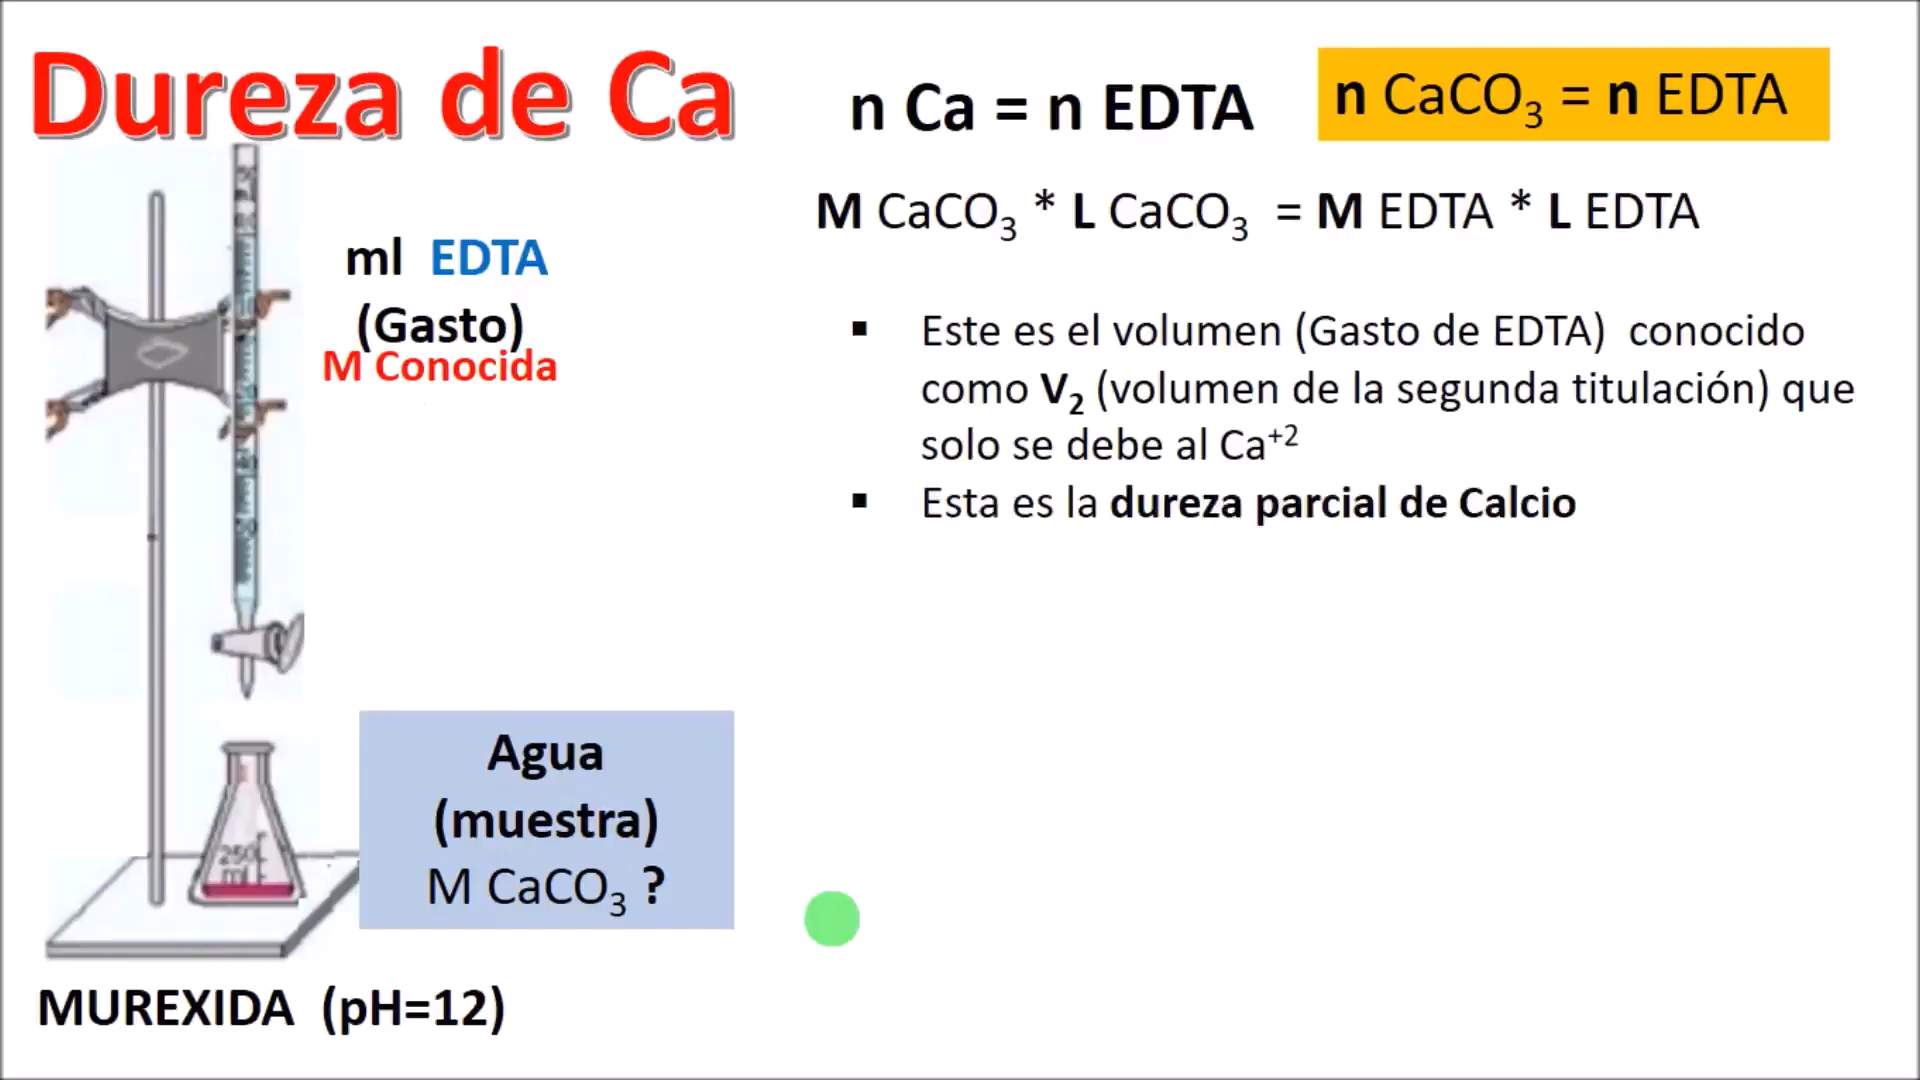 Dureza de Ca
n Ca = n EDTA
n CaCO₃ = n EDTA
M CaCO₃ * L CaCO₃ = M EDTA * L EDTA
ml EDTA
(Gasto)
M Conocida
▪ Este es el volumen (Gasto de EDTA) conocido
como V₂ (volumen de la segunda titulación) que
solo se debe al Ca⁺²
▪ Esta es la dureza parcial de Calcio
Agua
(muestra)
M CaCO₃ ?
250
ml
MUREXIDA (pH=12)